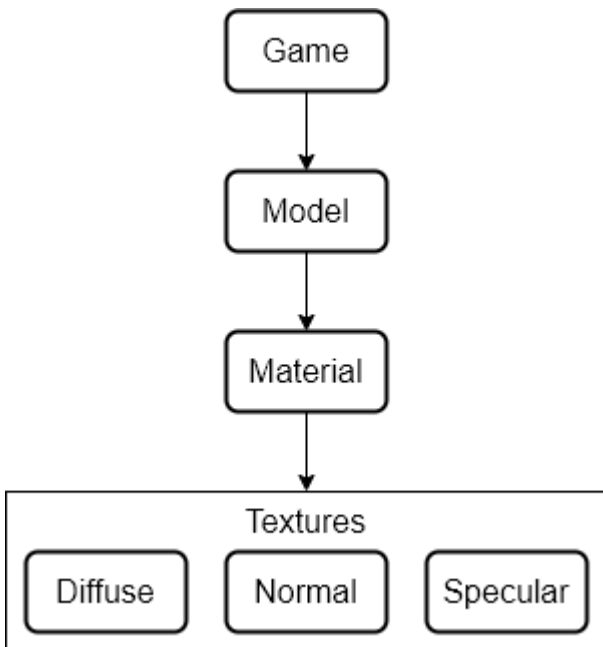 Game
Model
Material
Textures
Diffuse
Normal
Specular